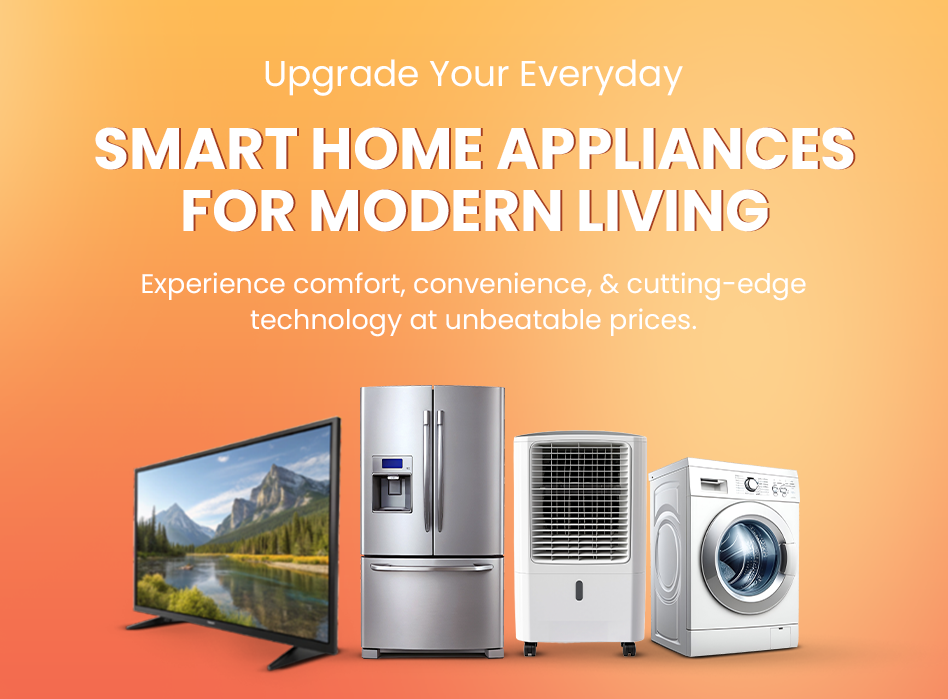 Upgrade Your Everyday
SMART HOME APPLIANCES
FOR MODERN LIVING
Experience comfort, convenience, & cutting-edge
technology at unbeatable prices.